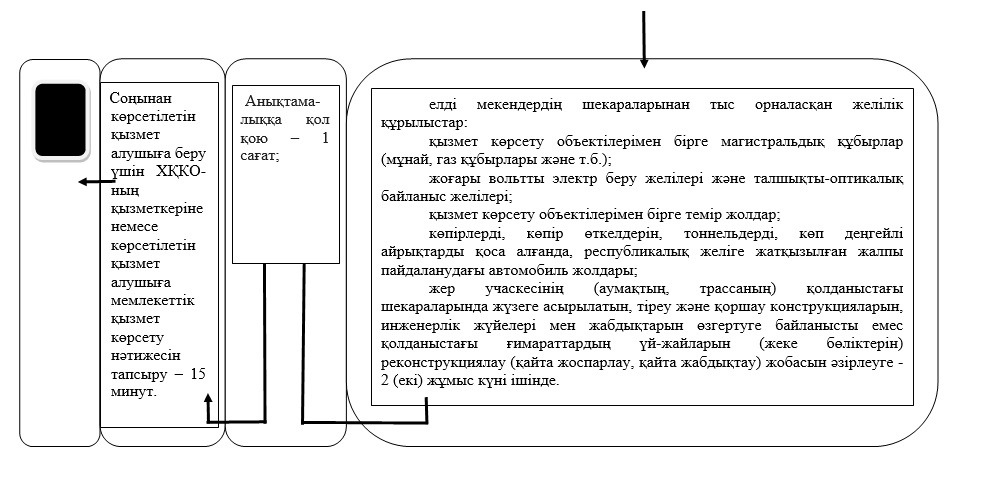 Соңынан
көрсетілетін
қызмет
алушыға беру
үшін ХҚКО-
ның
қызметкеріне
немесе
көрсетілетін
қызмет
алушыға
мемлекеттік
қызмет
көрсету
нәтижесін
тапсыру – 15
минут.
Анықтама-
лыққа қол
қою – 1
сағат;
елді мекендердің шекараларынан тыс орналасқан желілік
құрылыстар:
қызмет көрсету объектілерімен бірге магистральдық құбырлар
(мұнай, газ құбырлары және т.б.);
жоғары вольтты электр беру желілері және талшықты-оптикалық
байланыс желілері;
қызмет көрсету объектілерімен бірге темір жолдар;
көпірлерді, көпір өткелдерін, тоннельдерді, көп деңгейлі
айрықтарды қоса алғанда, республикалық желіге жатқызылған жалпы
пайдаланудағы автомобиль жолдары;
жер учаскесінің (аумақтың, трассаның) қолданыстағы
шекараларында жүзеге асырылатын, тіреу және қоршау конструкцияларын,
инженерлік жүйелері мен жабдықтарын өзгертуге байланысты емес
қолданыстағы ғимараттардың үй-жайларын (жеке бөліктерін)
реконструкциялау (қайта жоспарлау, қайта жабдықтау) жобасын әзірлеуге -
2 (екі) жұмыс күні ішінде.